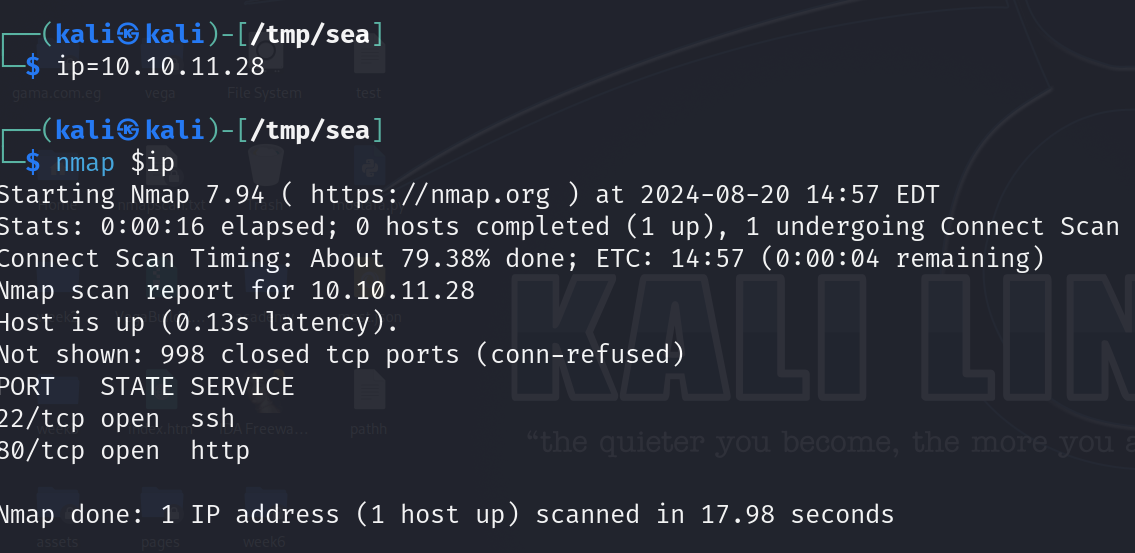 ┌──(kali㉿kali)-[/tmp/sea]
└─$ ip=10.10.11.28
gama.com.eg vega File System test
┌──(kali㉿kali)-[/tmp/sea]
└─$ nmap $ip
Starting Nmap 7.94 ( https://nmap.org ) at 2024-08-20 14:57 EDT
Stats: 0:00:16 elapsed; 0 hosts completed (1 up), 1 undergoing Connect Scan
Connect Scan Timing: About 79.38% done; ETC: 14:57 (0:00:04 remaining)
Nmap scan report for 10.10.11.28
Host is up (0.13s latency).
Not shown: 998 closed tcp ports (conn-refused)
PORT   STATE SERVICE
22/tcp open  ssh
80/tcp open  http
KALI LIN
pathh
“the quieter you become, the more you a
Nmap done: 1 IP address (1 host up) scanned in 17.98 seconds
assets pages week6